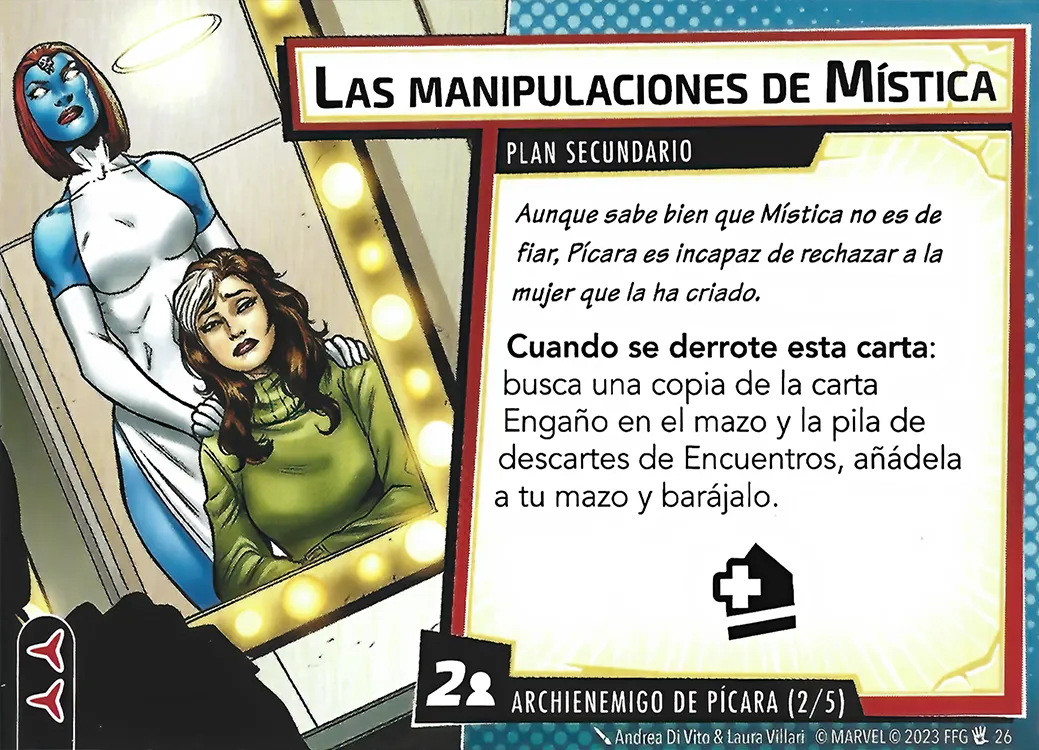 LAS MANIPULACIONES DE MÍSTICA
PLAN SECUNDARIO
Aunque sabe bien que Mística no es de
fiar, Pícara es incapaz de rechazar a la
mujer que la ha criado.
Cuando se derrote esta carta:
busca una copia de la carta
Engaño en el mazo y la pila de
descartes de Encuentros, añádela
a tu mazo y barájalo.
2
ARCHIENEMIGO DE PÍCARA (2/5)
Andrea Di Vito & Laura Villari © MARVEL © 2023 FFG 26